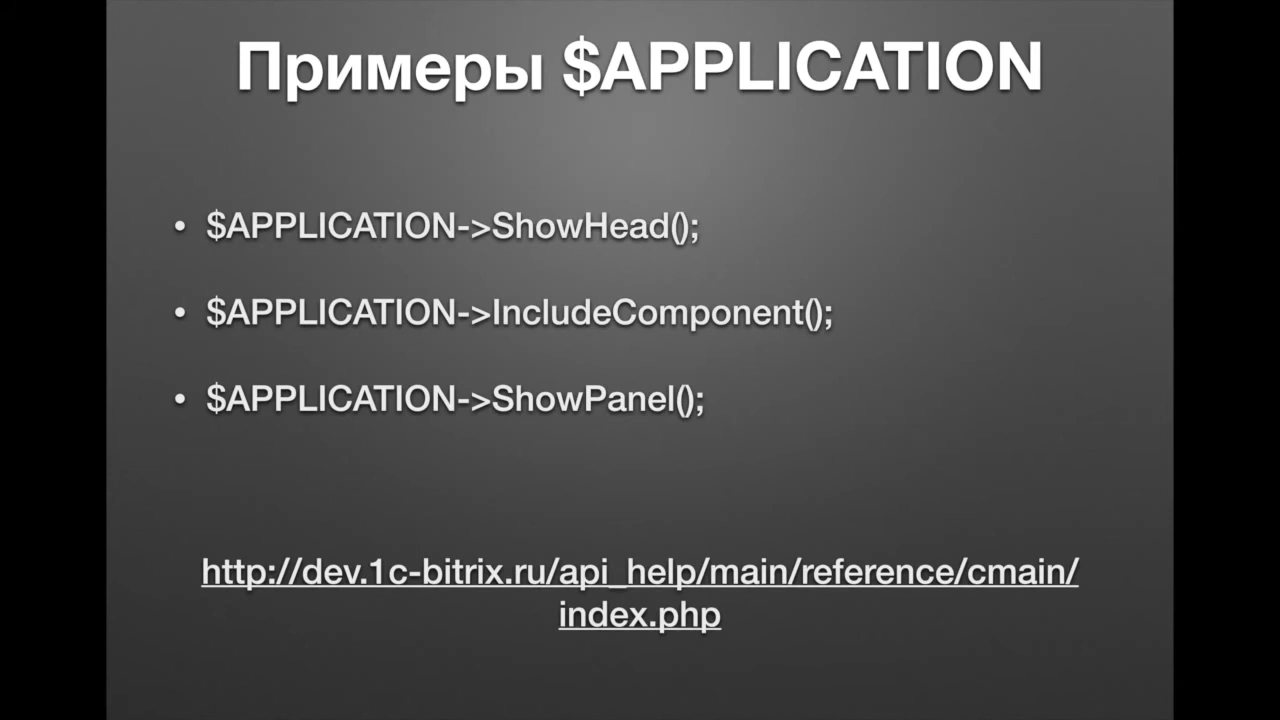 Примеры $APPLICATION
• $APPLICATION->ShowHead();
• $APPLICATION->IncludeComponent();
• $APPLICATION->ShowPanel();
http://dev.1c-bitrix.ru/api_help/main/reference/cmain/
index.php